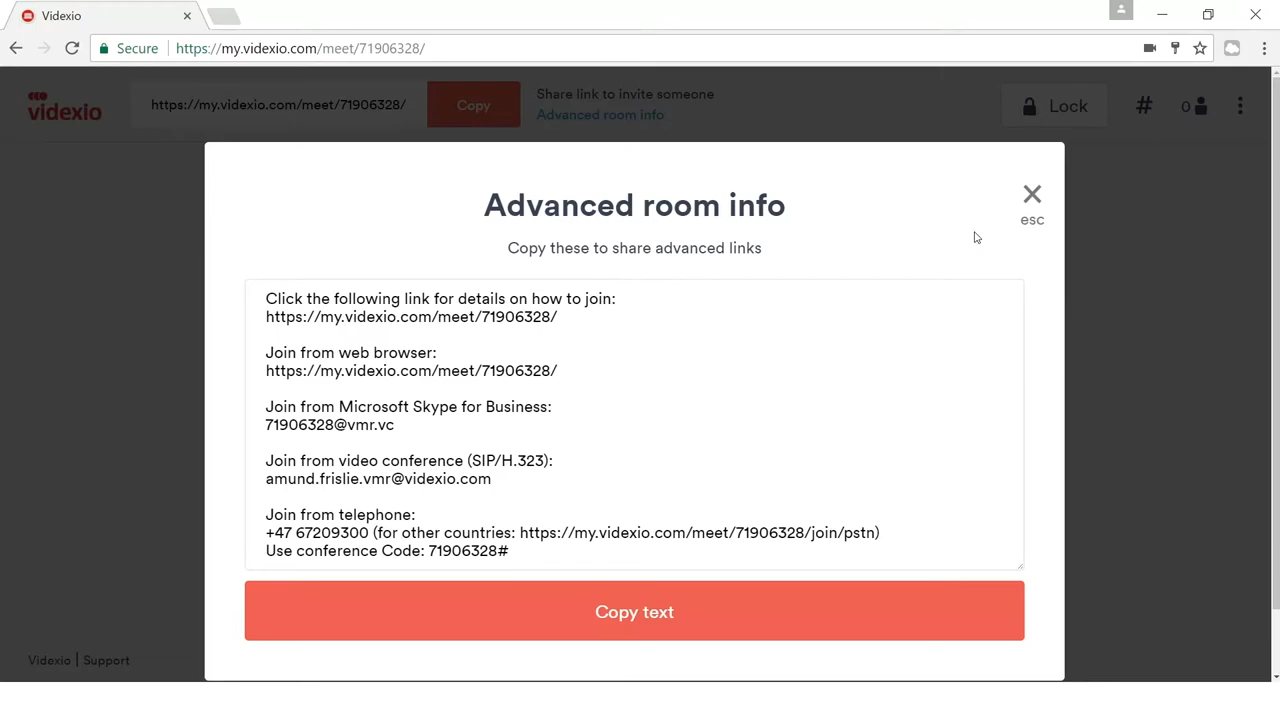 Videxio
Secure
https://my.videxio.com/meet/71906328/
videxio
https://my.videxio.com/meet/71906328/
Copy
Share link to invite someone
Advanced room info
Lock
#
0
Advanced room info
esc
Copy these to share advanced links
Click the following link for details on how to join:
https://my.videxio.com/meet/71906328/
Join from web browser:
https://my.videxio.com/meet/71906328/
Join from Microsoft Skype for Business:
71906328@vmr.vc
Join from video conference (SIP/H.323):
amund.frislie.vmr@videxio.com
Join from telephone:
+47 67209300 (for other countries: https://my.videxio.com/meet/71906328/join/pstn)
Use conference Code: 71906328#
Copy text
Videxio | Support